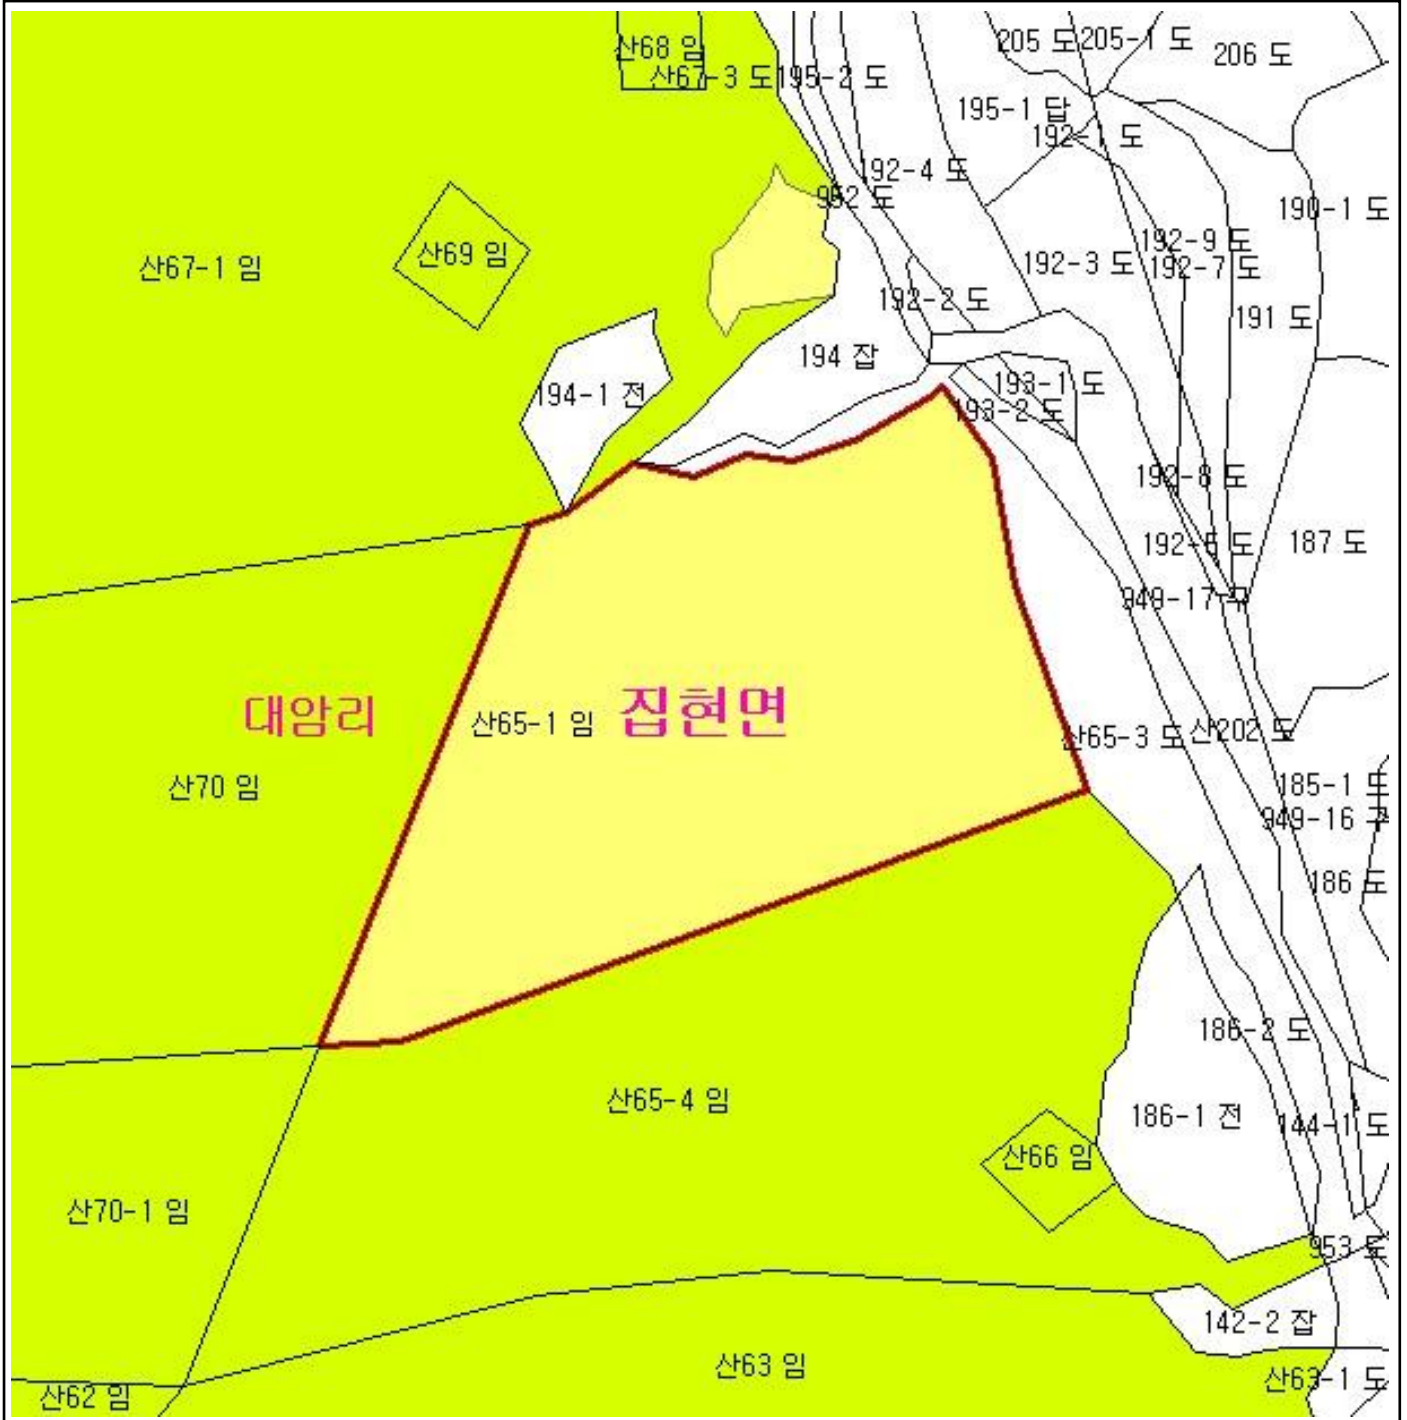 산68 임
205 도
205-1 도
206 도
산67-3 도
195-2 도
195-1 답
192-1 도
192-4 도
952 도
190-1 도
산69 임
산67-1 임
192-9 도
192-3 도
192-7 도
192-2 도
191 도
194 잡
193-1 도
194-1 전
193-2 도
192-8 도
192-5 도
187 도
949-17 구
대암리
산65-1 임
집현면
산65-3 도
산202 도
산70 임
185-1 도
949-16 구
186 도
186-2 도
산65-4 임
186-1 전
144-1 도
산66 임
산70-1 임
953 도
142-2 잡
산63 임
산63-1 도
산62 임